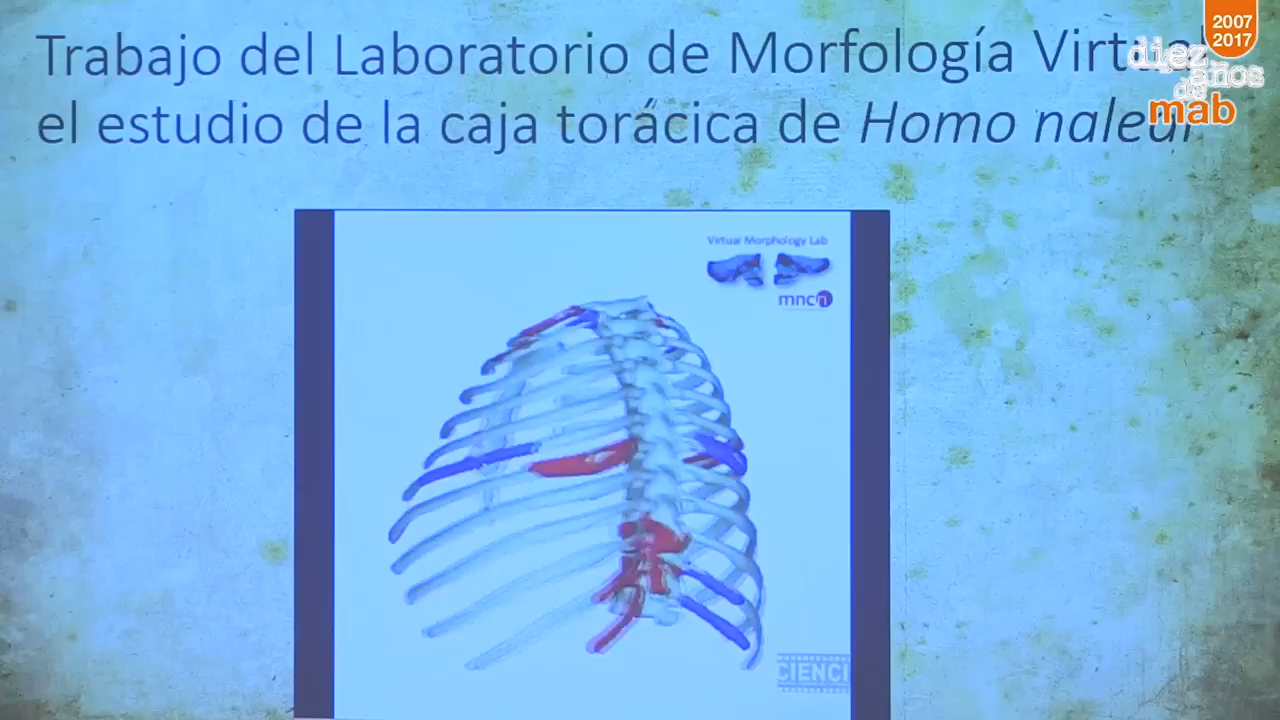 Trabajo del Laboratorio de Morfología Virtual
el estudio de la caja torácica de Homo naledi
2007
2017
diez
años
de
mab
Virtual Morphology Lab
mncn
CIENCI